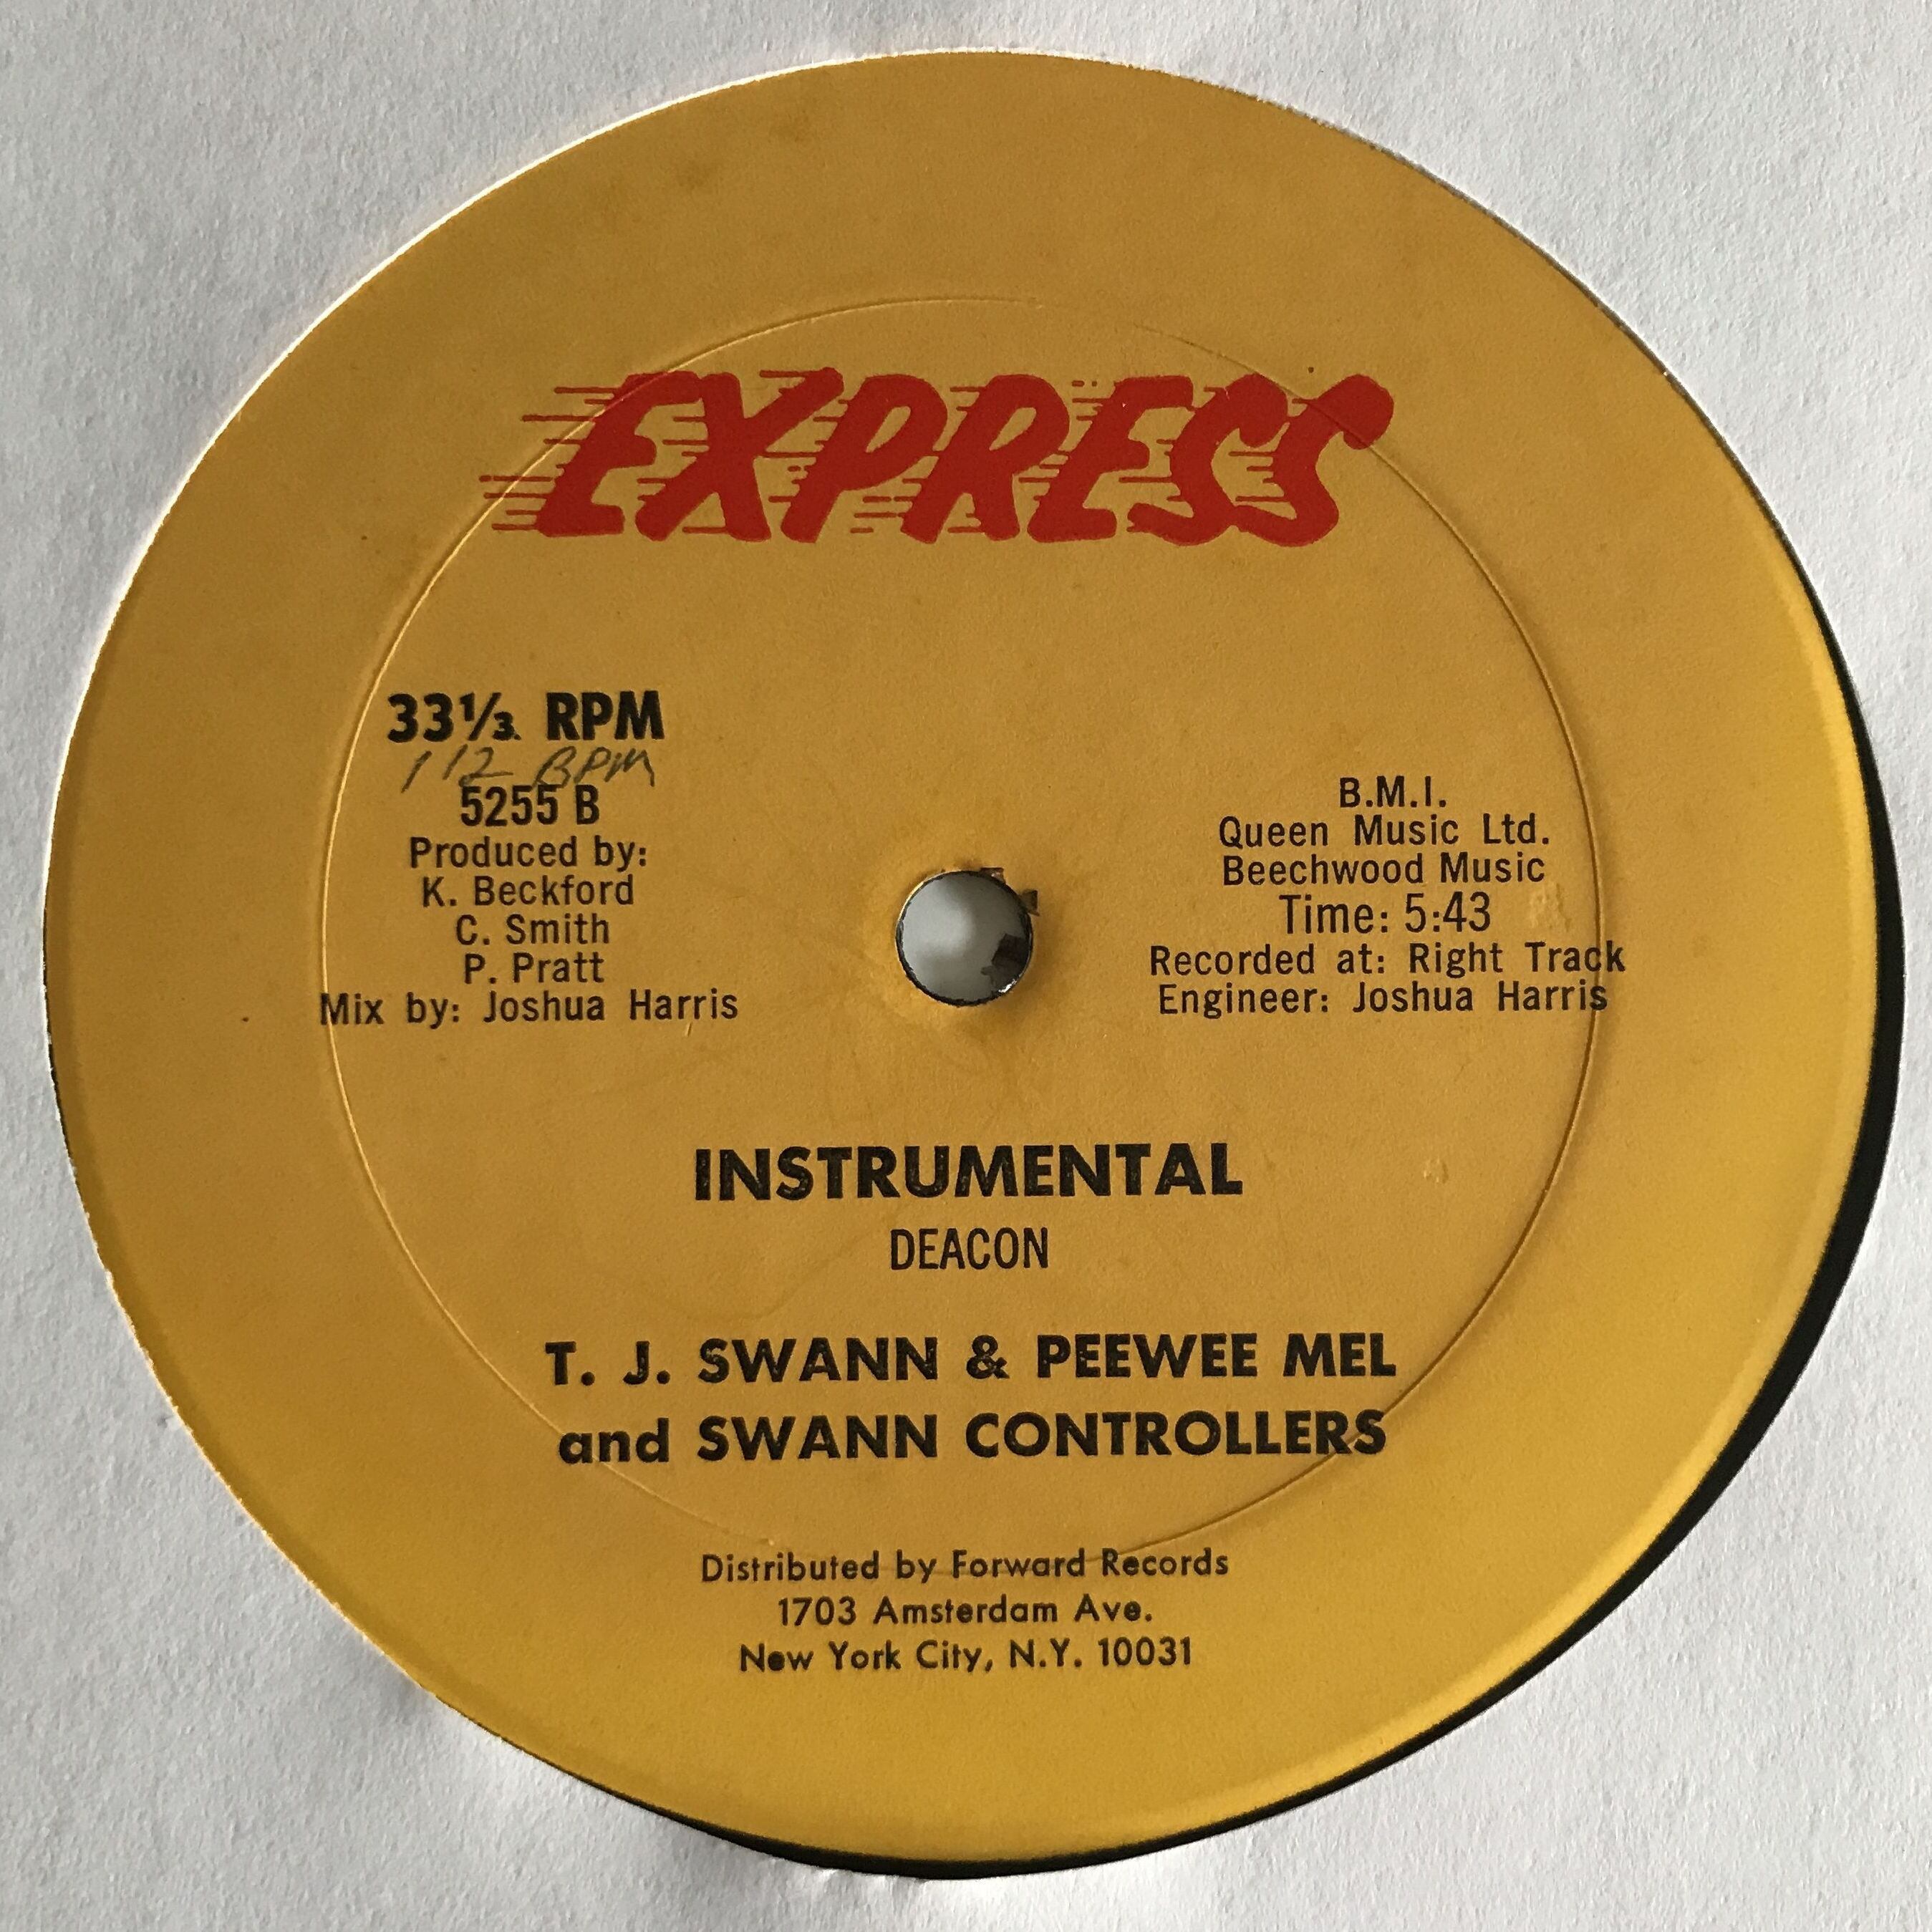 EXPRESS
33⅓ RPM
112 BPM
5255 B
Produced by:
K. Beckford
C. Smith
P. Pratt
Mix by: Joshua Harris
B.M.I.
Queen Music Ltd.
Beechwood Music
Time: 5:43
Recorded at: Right Track
Engineer: Joshua Harris
INSTRUMENTAL
DEACON
T. J. SWANN & PEEWEE MEL
and SWANN CONTROLLERS
Distributed by Forward Records
1703 Amsterdam Ave.
New York City, N.Y. 10031